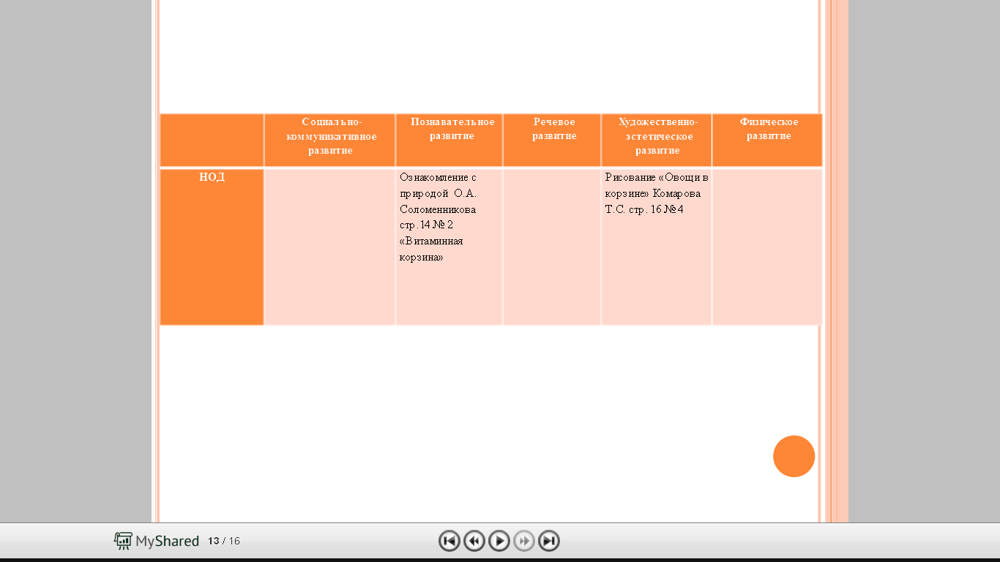 Социально-
коммуникативное
развитие
Познавательное
развитие
Речевое
развитие
Художественно-
эстетическое
развитие
Физическое
развитие
НОД
Ознакомление с
природой О.А.
Соломенникова
стр.14 № 2
«Витаминная
корзина»
Рисование «Овощи в
корзине» Комарова
Т.С. стр. 16 №4
MyShared 13 / 16